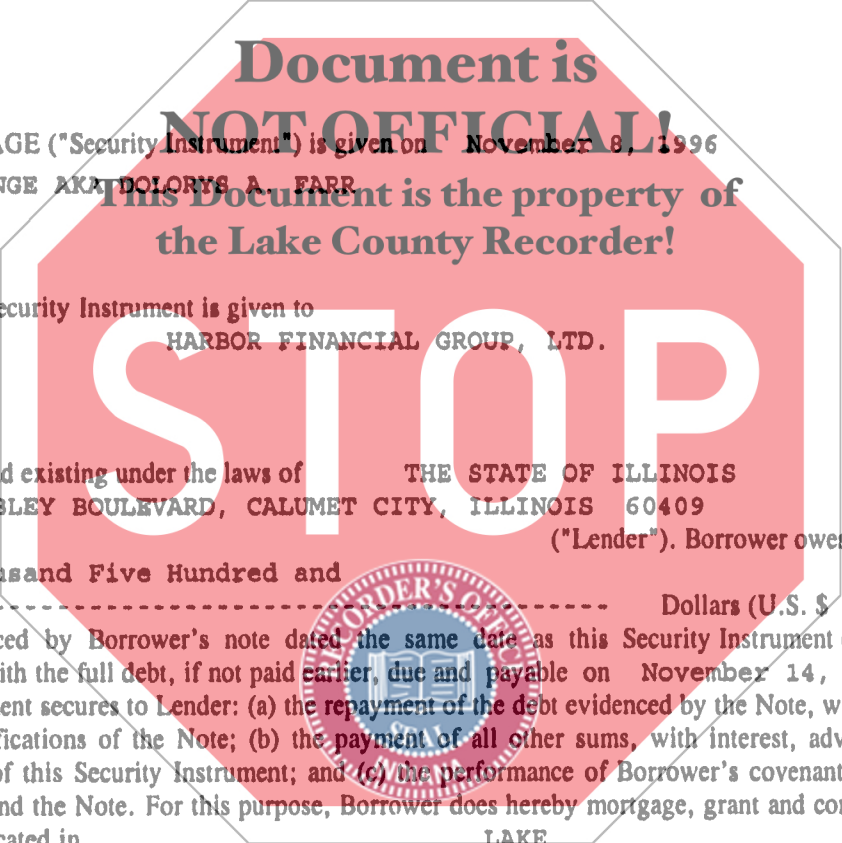 Document is
NOT OFFICIAL!
AGE ("Security Instrument") is given on November 8, 1996
NGE AKA DOLORYS A. FARR
This Document is the property of
the Lake County Recorder!
ecurity Instrument is given to
HARBOR FINANCIAL GROUP, LTD.
STOP
d existing under the laws of THE STATE OF ILLINOIS
BLEY BOULEVARD, CALUMET CITY, ILLINOIS 60409
("Lender"). Borrower owes
usand Five Hundred and
Dollars (U.S. $
ced by Borrower's note dated the same date as this Security Instrument
ith the full debt, if not paid earlier, due and payable on November 14,
ent secures to Lender: (a) the repayment of the debt evidenced by the Note, w
fications of the Note; (b) the payment of all other sums, with interest, adv
of this Security Instrument; and (c) the performance of Borrower's covenant
nd the Note. For this purpose, Borrower does hereby mortgage, grant and con
cated in LAKE
RECORDER'S OFFICE
SEAL
INDIANA